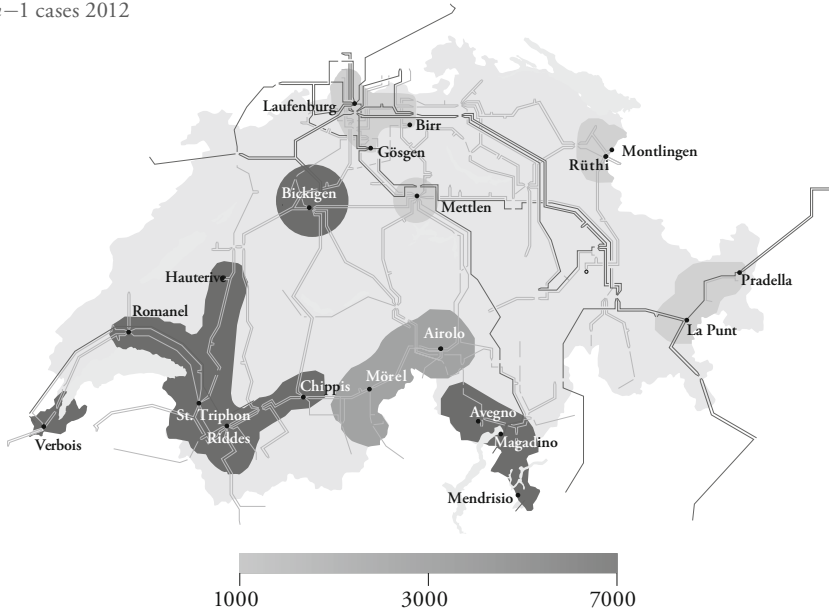 −1 cases 2012
Laufenburg
Birr
Gösgen
Montlingen
Rüthi
Bickigen
Mettlen
Hauterive
Pradella
Romanel
La Punt
Airolo
Mörel
Chippis
St. Triphon
Riddes
Avegno
Magadino
Verbois
Mendrisio
1000 3000 7000